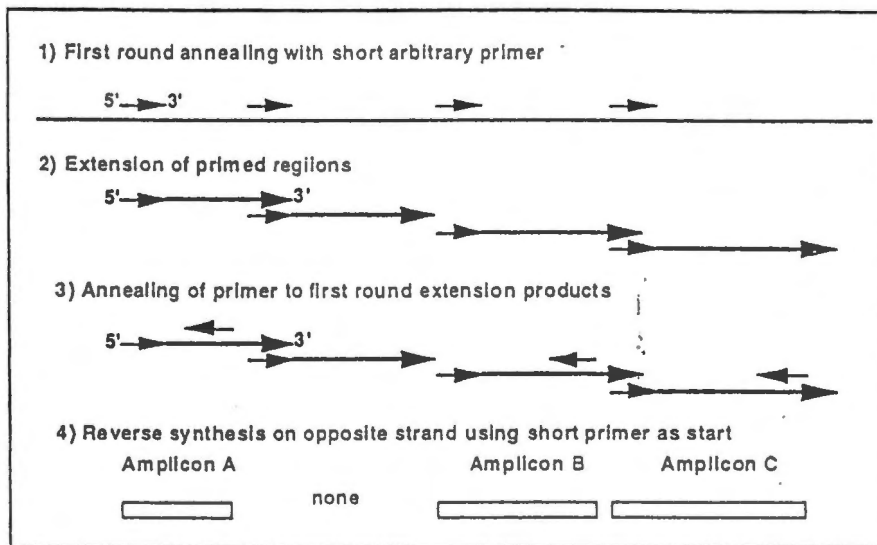 1) First round annealing with short arbitrary primer
5' 3'
2) Extension of primed regiions
5' 3'
3) Annealing of primer to first round extension products
5' 3'
4) Reverse synthesis on opposite strand using short primer as start
Amplicon A Amplicon B Amplicon C
none